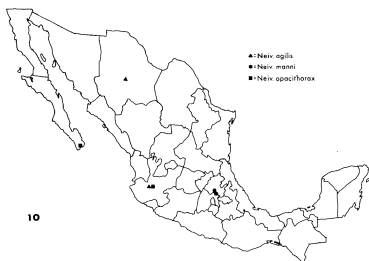 ▲=Neiv. agilis
●=Neiv. manni
■=Neiv. opacithorax
10